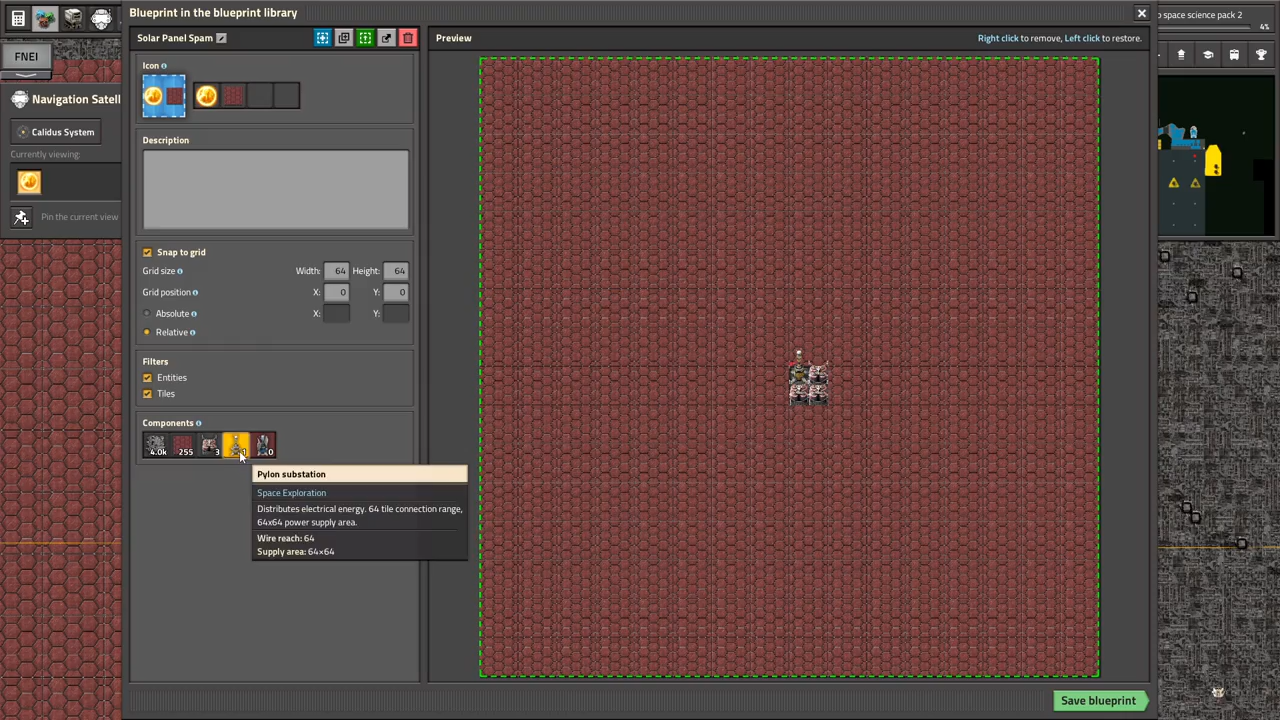 Blueprint in the blueprint library
o space science pack 2
4%
Solar Panel Spam
Preview
Right click to remove, Left click to restore.
FNEI
Icon
Navigation Satell
Calidus System
Description
Currently viewing:
Pin the current view
Snap to grid
Grid size
Width: 64 Height: 64
Grid position
X: 0 Y: 0
Absolute
X: Y:
Relative
Filters
Entities
Tiles
Components
4.0k 255 3 1 0
Pylon substation
Space Exploration
Distributes electrical energy. 64 tile connection range,
64x64 power supply area.
Wire reach: 64
Supply area: 64×64
Save blueprint